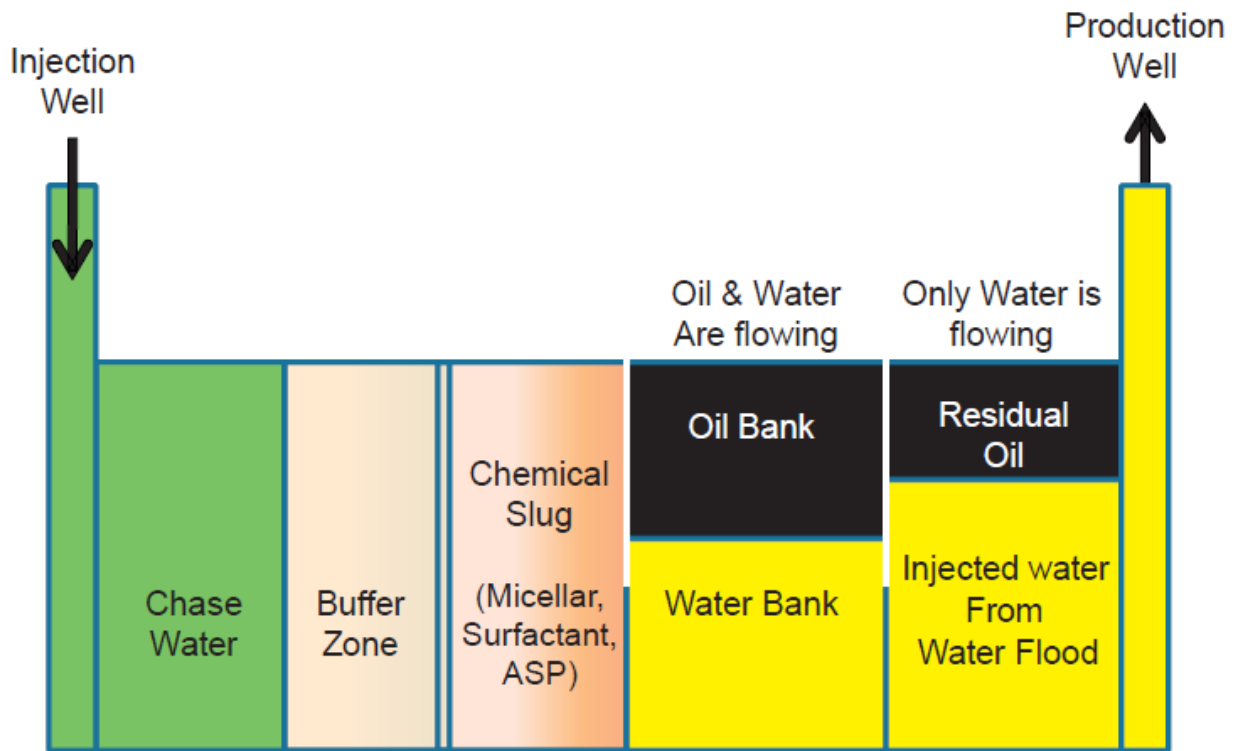 Injection
Well
Production
Well
Oil & Water
Are flowing
Only Water is
flowing
Chase
Water
Buffer
Zone
Chemical
Slug
(Micellar,
Surfactant,
ASP)
Oil Bank
Water Bank
Residual
Oil
Injected water
From
Water Flood